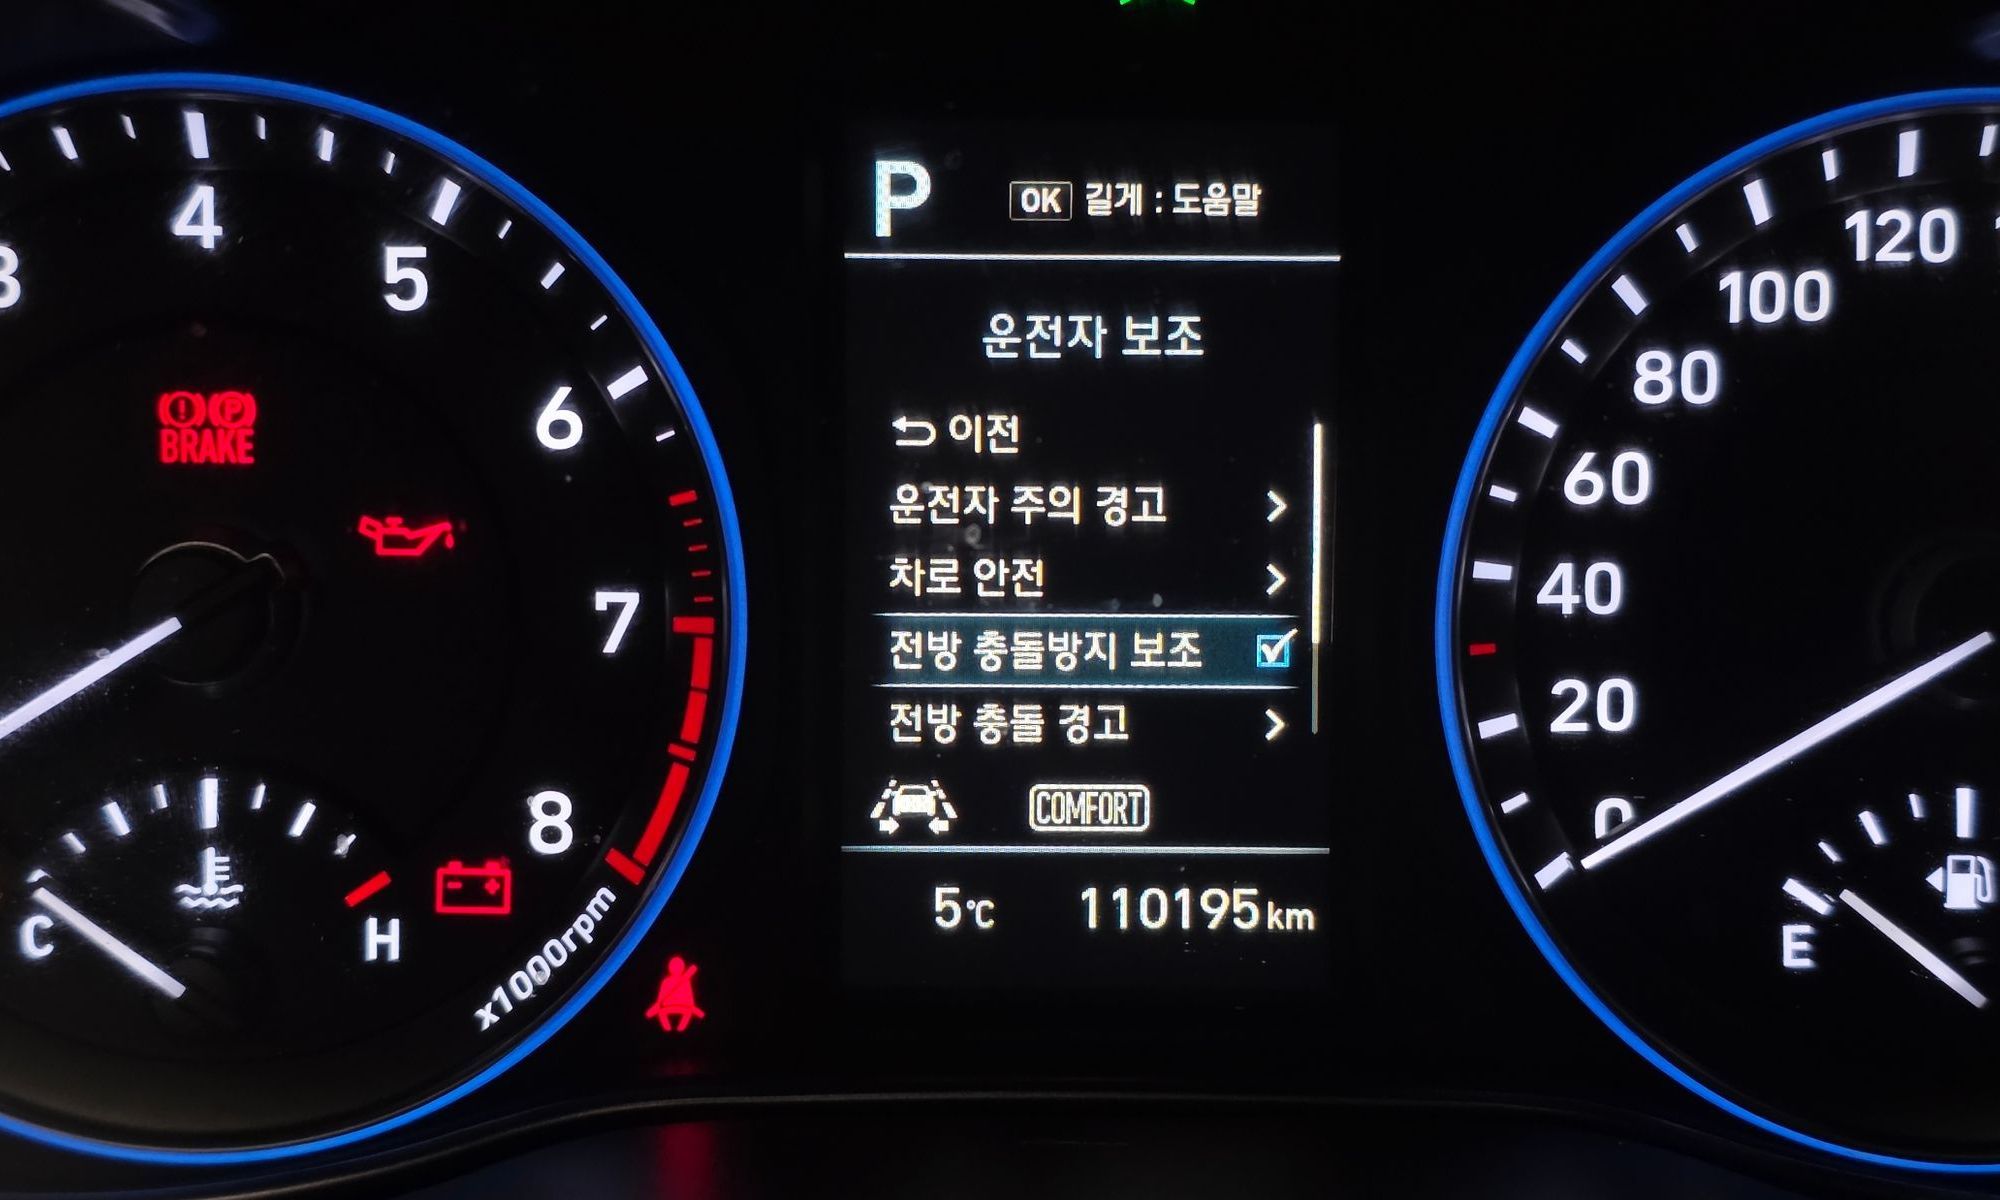 P
OK 길게 : 도움말
운전자 보조
이전
운전자 주의 경고
차로 안전
전방 충돌방지 보조
전방 충돌 경고
COMFORT
5℃ 110195 km
3
4
5
6
7
8
x1000rpm
BRAKE
C
H
120
100
80
60
40
20
0
E